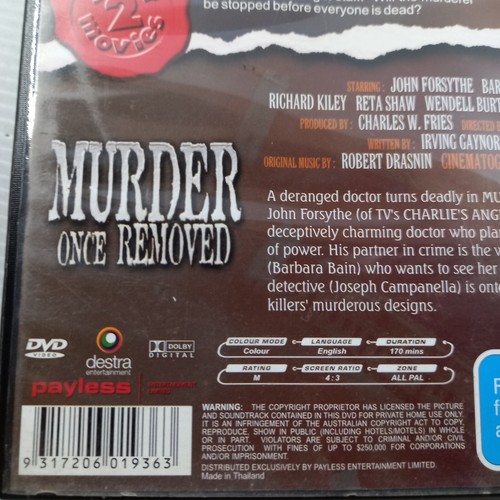 2
movies
be stopped before everyone is dead?
STARRING: JOHN FORSYTHE
RICHARD KILEY RETA SHAW WENDELL
PRODUCED BY: CHARLES W. FRIES
WRITTEN BY: IRVING GAYNOR
ORIGINAL MUSIC BY: ROBERT DRASNIN
MURDER
ONCE REMOVED
A deranged doctor turns deadly in
John Forsythe (of TV's CHARLIE'S
deceptively charming doctor who
of power. His partner in crime is the
(Barbara Bain) who wants to see her
detective (Joseph Campanella) is
killers' murderous designs.
DVD
VIDEO
destra
entertainment
DOLBY
DIGITAL
payless
COLOUR MODE LANGUAGE DURATION
Colour English 170 mins
RATING SCREEN RATIO ZONE
M 4:3 ALL PAL
WARNING: THE COPYRIGHT PROPRIETOR HAS LICENSED THE PICTURE
AND SOUNDTRACK CONTAINED IN THIS DVD FOR PRIVATE HOME USE ONLY.
IT IS AN INFRINGEMENT OF THE AUSTRALIAN COPYRIGHT ACT TO COPY,
REPRODUCE, SHOW IN PUBLIC (INCLUDING HOTELS/MOTELS) IN WHOLE
OR IN PART. VIOLATORS ARE SUBJECT TO CRIMINAL AND/OR CIVIL
PROSECUTION WITH FINES OF UP TO $250,000 FOR CORPORATIONS
AND/OR IMPRISONMENT.
DISTRIBUTED EXCLUSIVELY BY PAYLESS ENTERTAINMENT LIMITED.
Made in Thailand
9 317206 019363